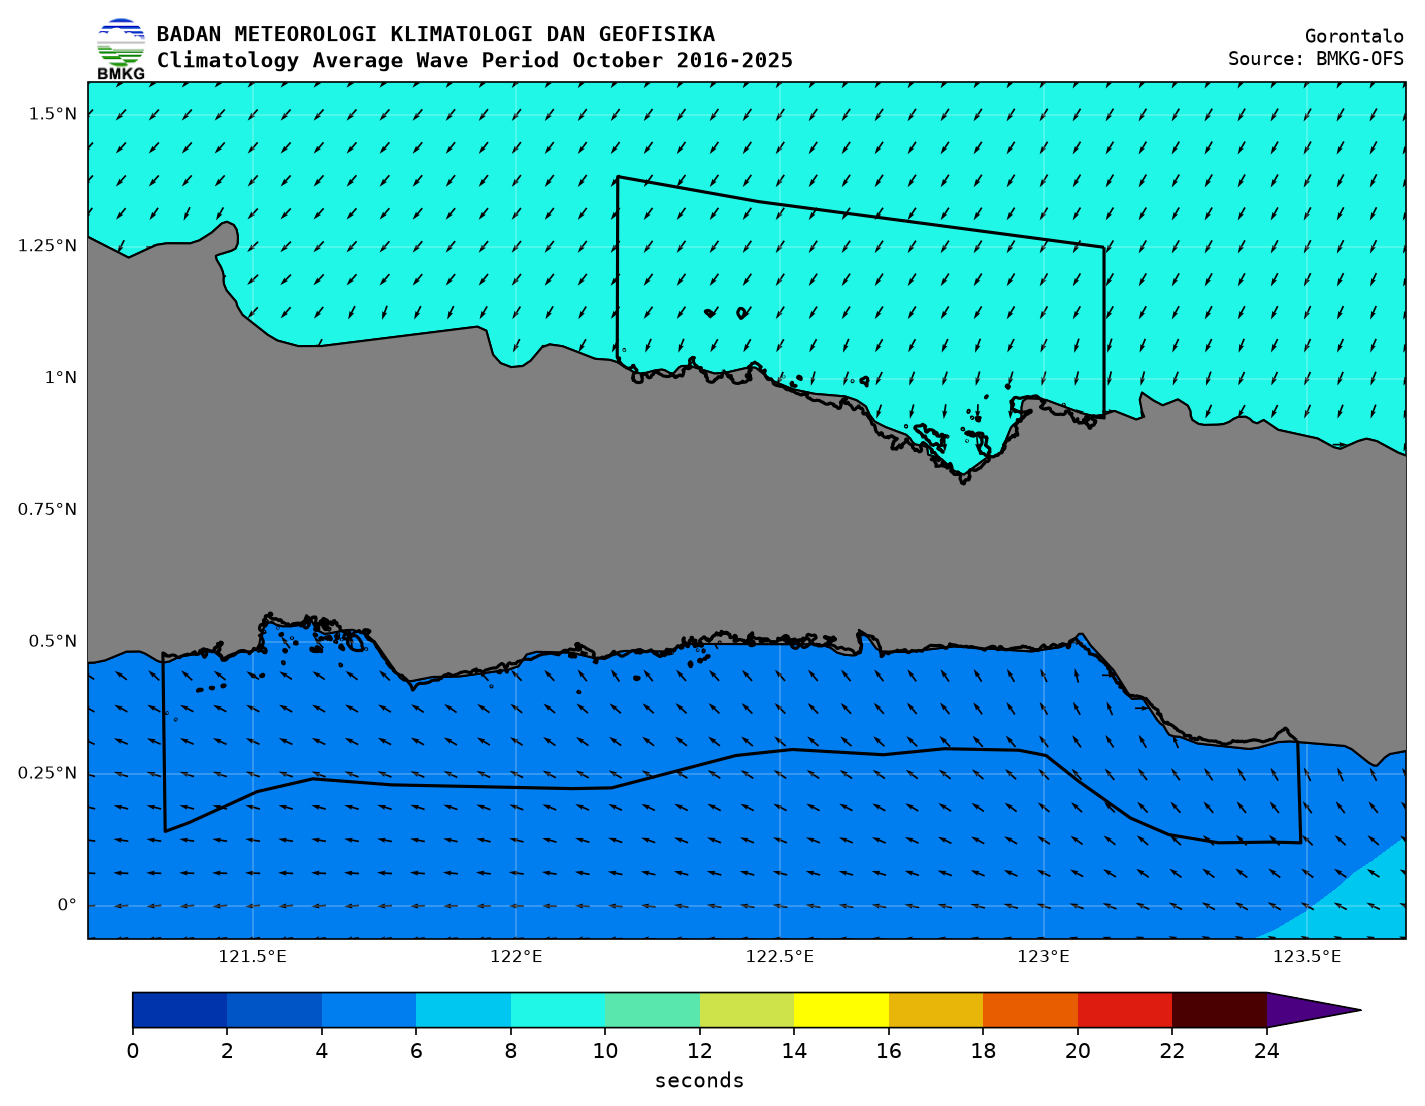 BADAN METEOROLOGI KLIMATOLOGI DAN GEOFISIKA
Climatology Average Wave Period October 2016-2025
BMKG
Gorontalo
Source: BMKG-OFS
1.5°N
1.25°N
1°N
0.75°N
0.5°N
0.25°N
0°
121.5°E 122°E 122.5°E 123°E 123.5°E
0 2 4 6 8 10 12 14 16 18 20 22 24
seconds